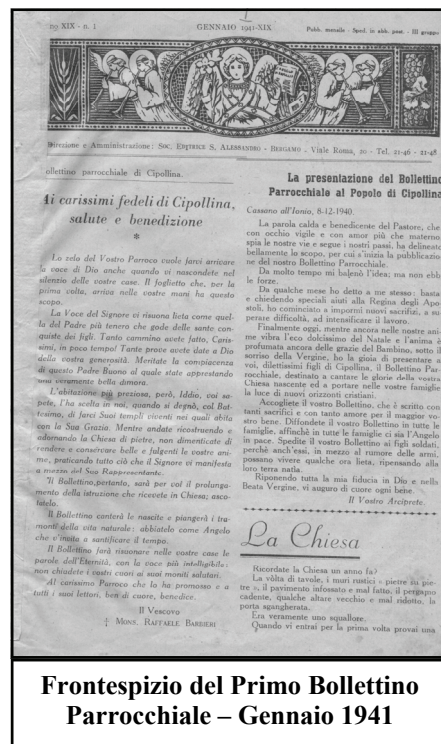 no XIX - n. 1
GENNAIO 1941-XIX
Pubb. mensile - Sped. in abb. post. - III gruppo
Direzione e Amministrazione: SOC. EDITRICE S. ALESSANDRO - BERGAMO - Viale Roma, 20 - Tel. 21-46 - 21-48
ollettino parrocchiale di Cipollina.
Ai carissimi fedeli di Cipollina,
salute e benedizione
*
Lo zelo del Vostro Parroco vuole farvi arrivare
la voce di Dio anche quando vi nascondete nel
silenzio delle vostre case. Il foglietto che, per la
prima volta, arriva nelle vostre mani ha questo
scopo.
La Voce del Signore vi risuona lieta come quel-
la del Padre più tenero che gode delle sante con-
quiste dei figli. Tanto cammino avete fatto, Caris-
simi, in poco tempo! Tante prove avete date a Dio
della vostra generosità. Meritate la compiacenza
di questo Padre Buono al quale state apprestando
una veramente bella dimora.
L'abitazione più preziosa, però, Iddio, voi sa-
pete, l'ha scelta in noi, quando si degnò, col Bat-
tesimo, di farci Suoi templi viventi nei quali abita
con la Sua Grazia. Mentre andate ricostruendo e
adornando la Chiesa di pietre, non dimenticate di
rendere e conservare belle e fulgenti le vostre ani-
me, praticando tutto ciò che il Signore vi manifesta
a mezzo del Suo Rappresentante.
Il Bollettino, pertanto, sarà per voi il prolunga-
mento della istruzione che ricevete in Chiesa; asco-
ltatelo.
Il Bollettino conterà le nascite e piangerà i tra-
monti della vita naturale: abbiatelo come Angelo
che v'invita a santificare il tempo.
Il Bollettino farà risuonare nelle vostre case le
parole dell'Eternità, con la voce più intelligibile:
non chiudete i vostri cuori ai suoi moniti salutari.
Al carissimo Parroco che lo ha promosso e a
tutti i suoi lettori, ben di cuore, benedice.
Il Vescovo
† MONS. RAFFAELE BARBIERI
La presentazione del Bollettino
Parrocchiale al Popolo di Cipollina
Cassano all'Ionio, 8-12-1940.
La parola calda e benedicente del Pastore, che
con occhio vigile e con amor più che materno
spia le nostre vie e segue i nostri passi, ha delineato
bellamente lo scopo, per cui s'inizia la pubblicazio-
ne del nostro Bollettino Parrocchiale.
Da molto tempo mi balenò l'idea; ma non ebbi
le forze.
Da qualche mese ho detto a me stesso: basta
e chiedendo speciali aiuti alla Regina degli Apo-
stoli, ho cominciato a impormi nuovi sacrifici, a su-
perare difficoltà, ad intensificare il lavoro.
Finalmente oggi, mentre ancora nelle nostre ani-
me vibra l'eco dolcissimo del Natale e l'anima è
profumata ancora delle grazie del Bambino, sotto il
sorriso della Vergine, ho la gioia di presentare a
voi, dilettissimi figli di Cipollina, il Bollettino Par-
rocchiale, destinato a cantare le glorie della vostra
Chiesa nascente ed a portare nelle vostre famiglie
la luce di nuovi orizzonti cristiani.
Accogliete il vostro Bollettino, che è scritto con
tanti sacrifici e con tanto amore per il maggior vo-
stro bene. Diffondete il vostro Bollettino in tutte le
famiglie, affinchè in tutte le famiglie ci sia l'Angelo
di pace. Spedite il vostro Bollettino ai figli soldati,
perchè anch'essi, in mezzo al rumore delle armi,
possano vivere qualche ora lieta, ripensando alla
loro terra natla.
Riponendo tutta la mia fiducia in Dio e nella
Beata Vergine, vi auguro di cuore ogni bene.
Il Vostro Arciprete.
La Chiesa
Ricordate la Chiesa un anno fa?
La vòlta di tavole, i muri rustici « pietre su pie-
tre », il pavimento infossato e mal fatto, il pergamo
cadente, qualche altare vecchio e mal ridotto, la
porta sgangherata.
Era veramente uno squallore.
Quando vi entrai per la prima volta provai una
Frontespizio del Primo Bollettino
Parrocchiale – Gennaio 1941